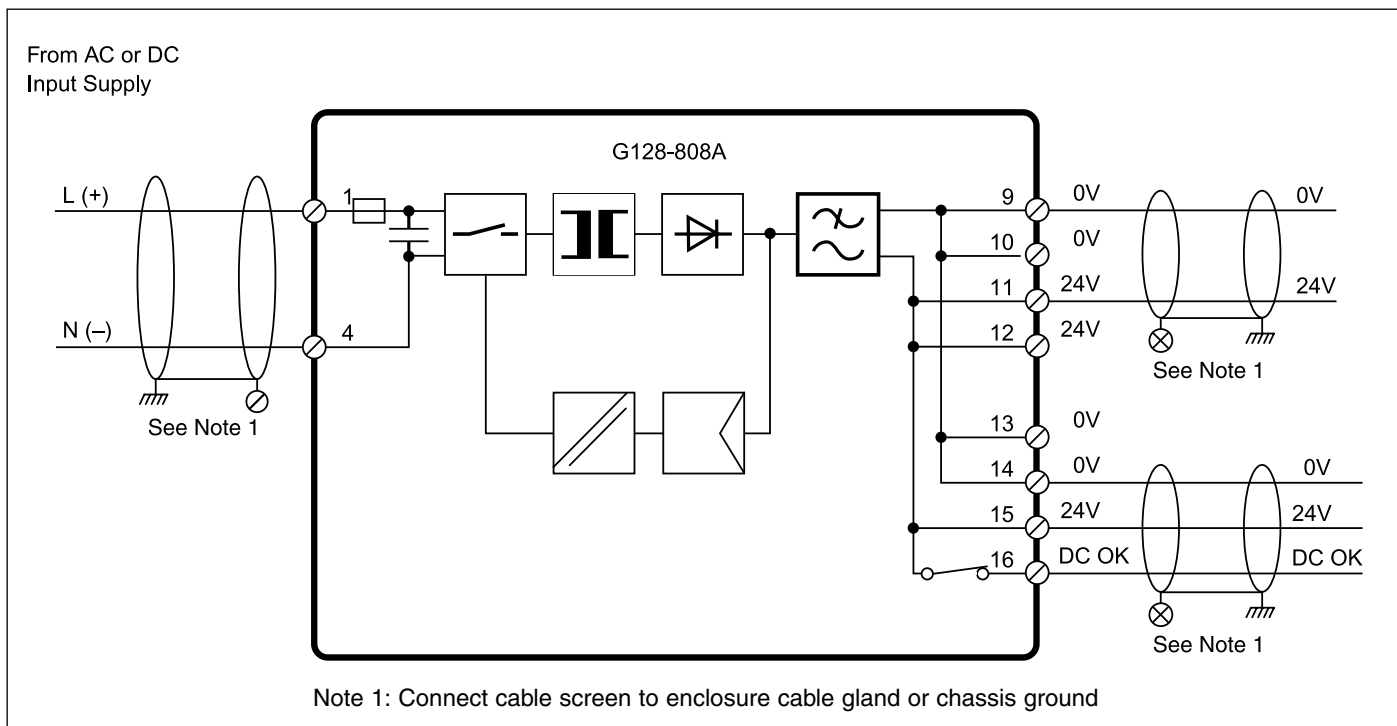 From AC or DC
Input Supply
G128-808A
L (+)
1
N (–)
4
See Note 1
9
0V
0V
10
0V
11
24V
24V
12
24V
See Note 1
13
0V
14
0V
0V
15
24V
24V
16
DC OK
DC OK
See Note 1
Note 1: Connect cable screen to enclosure cable gland or chassis ground